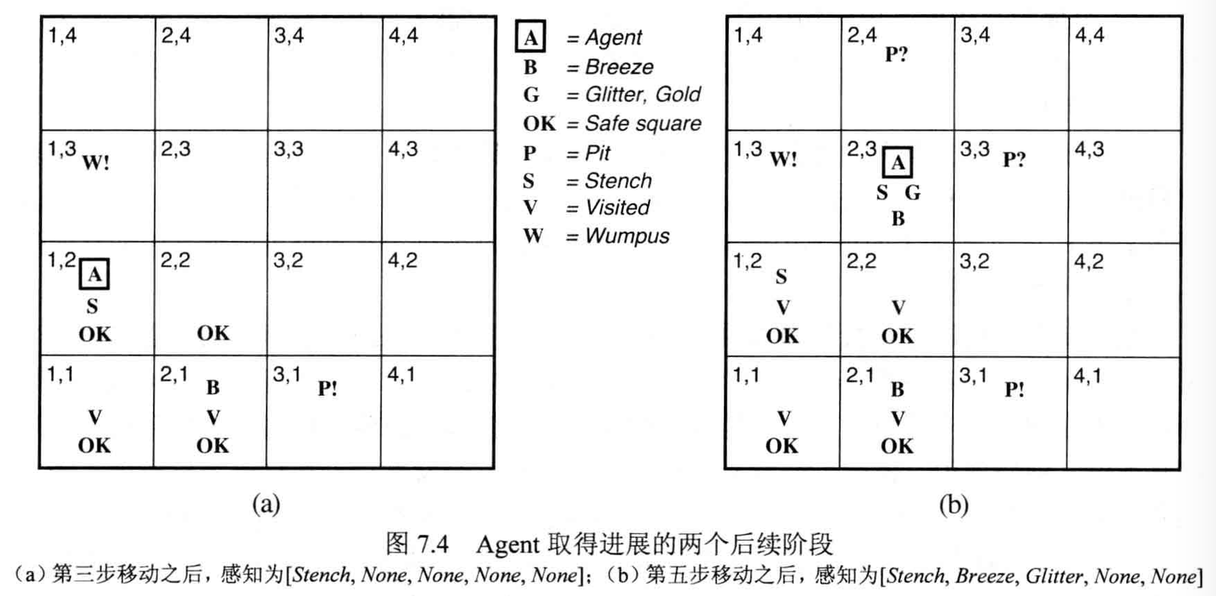 1,4 2,4 3,4 4,4
1,3 W! 2,3 3,3 4,3
1,2 A 2,2 3,2 4,2
S
OK OK
1,1 2,1 B 3,1 P! 4,1
V V
OK OK
(a)
A = Agent
B = Breeze
G = Glitter, Gold
OK = Safe square
P = Pit
S = Stench
V = Visited
W = Wumpus
1,4 2,4 P? 3,4 4,4
1,3 W! 2,3 A 3,3 P? 4,3
S G
B
1,2 S 2,2 3,2 4,2
V V
OK OK
1,1 2,1 B 3,1 P! 4,1
V V
OK OK
(b)
图 7.4 Agent 取得进展的两个后续阶段
（a）第三步移动之后，感知为[Stench, None, None, None, None]；（b）第五步移动之后，感知为[Stench, Breeze, Glitter, None, None]